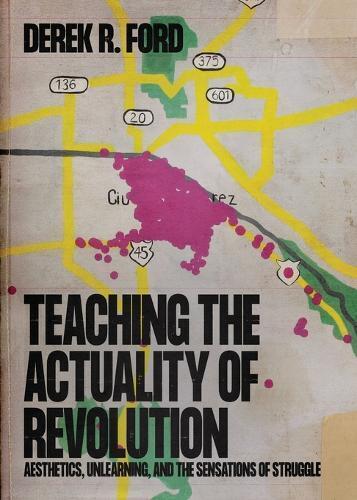 DEREK R. FORD
375
136
601
20
Ciu rez
45
TEACHING THE
ACTUALITY OF
REVOLUTION
AESTHETICS, UNLEARNING, AND THE SENSATIONS OF STRUGGLE